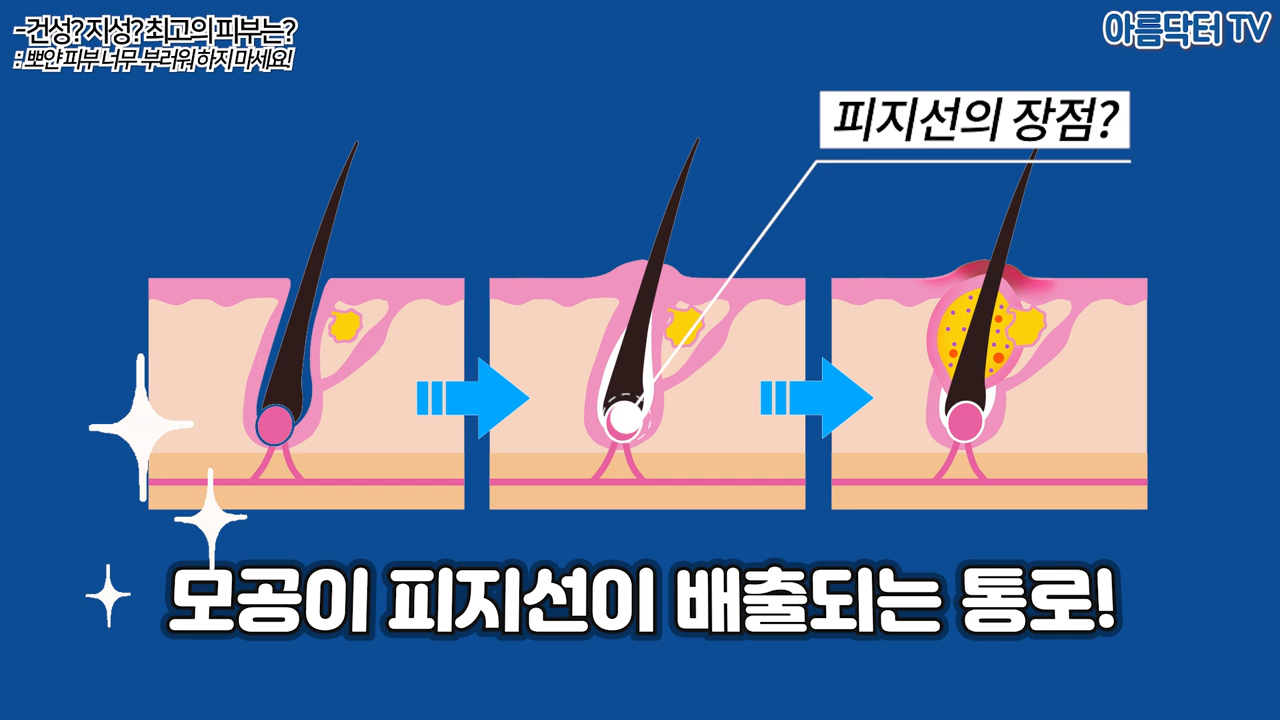 -건성? 지성? 최고의 피부는?
: 뽀얀 피부 너무 부러워 하지 마세요!
아름닥터 TV
피지선의 장점?
모공이 피지선이 배출되는 통로!